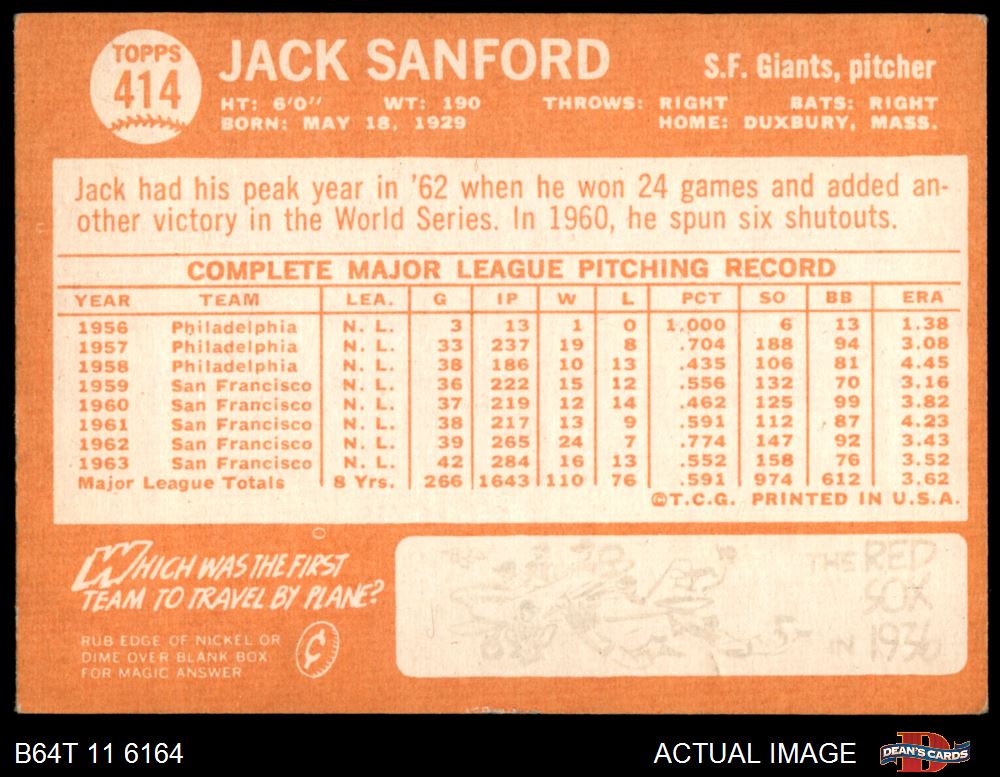 TOPPS
414
JACK SANFORD
S.F. Giants, pitcher
HT: 6'0" WT: 190 THROWS: RIGHT BATS: RIGHT
BORN: MAY 18, 1929 HOME: DUXBURY, MASS.
Jack had his peak year in '62 when he won 24 games and added an-
other victory in the World Series. In 1960, he spun six shutouts.
COMPLETE MAJOR LEAGUE PITCHING RECORD
YEAR TEAM LEA. G IP W L PCT SO BB ERA
1956 Philadelphia N. L. 3 13 1 0 1.000 6 13 1.38
1957 Philadelphia N. L. 33 237 19 8 .704 188 94 3.08
1958 Philadelphia N. L. 38 186 10 13 .435 106 81 4.45
1959 San Francisco N. L. 36 222 15 12 .556 132 70 3.16
1960 San Francisco N. L. 37 219 12 14 .462 125 99 3.82
1961 San Francisco N. L. 38 217 13 9 .591 112 87 4.23
1962 San Francisco N. L. 39 265 24 7 .774 147 92 3.43
1963 San Francisco N. L. 42 284 16 13 .552 158 76 3.52
Major League Totals 8 Yrs. 266 1643 110 76 .591 974 612 3.62
©T.C.G. PRINTED IN U.S.A.
WHICH WAS THE FIRST
TEAM TO TRAVEL BY PLANE?
RUB EDGE OF NICKEL OR
DIME OVER BLANK BOX
FOR MAGIC ANSWER
THE RED
SOX
IN 1936
B64T 11 6164
ACTUAL IMAGE
DEAN'S CARDS